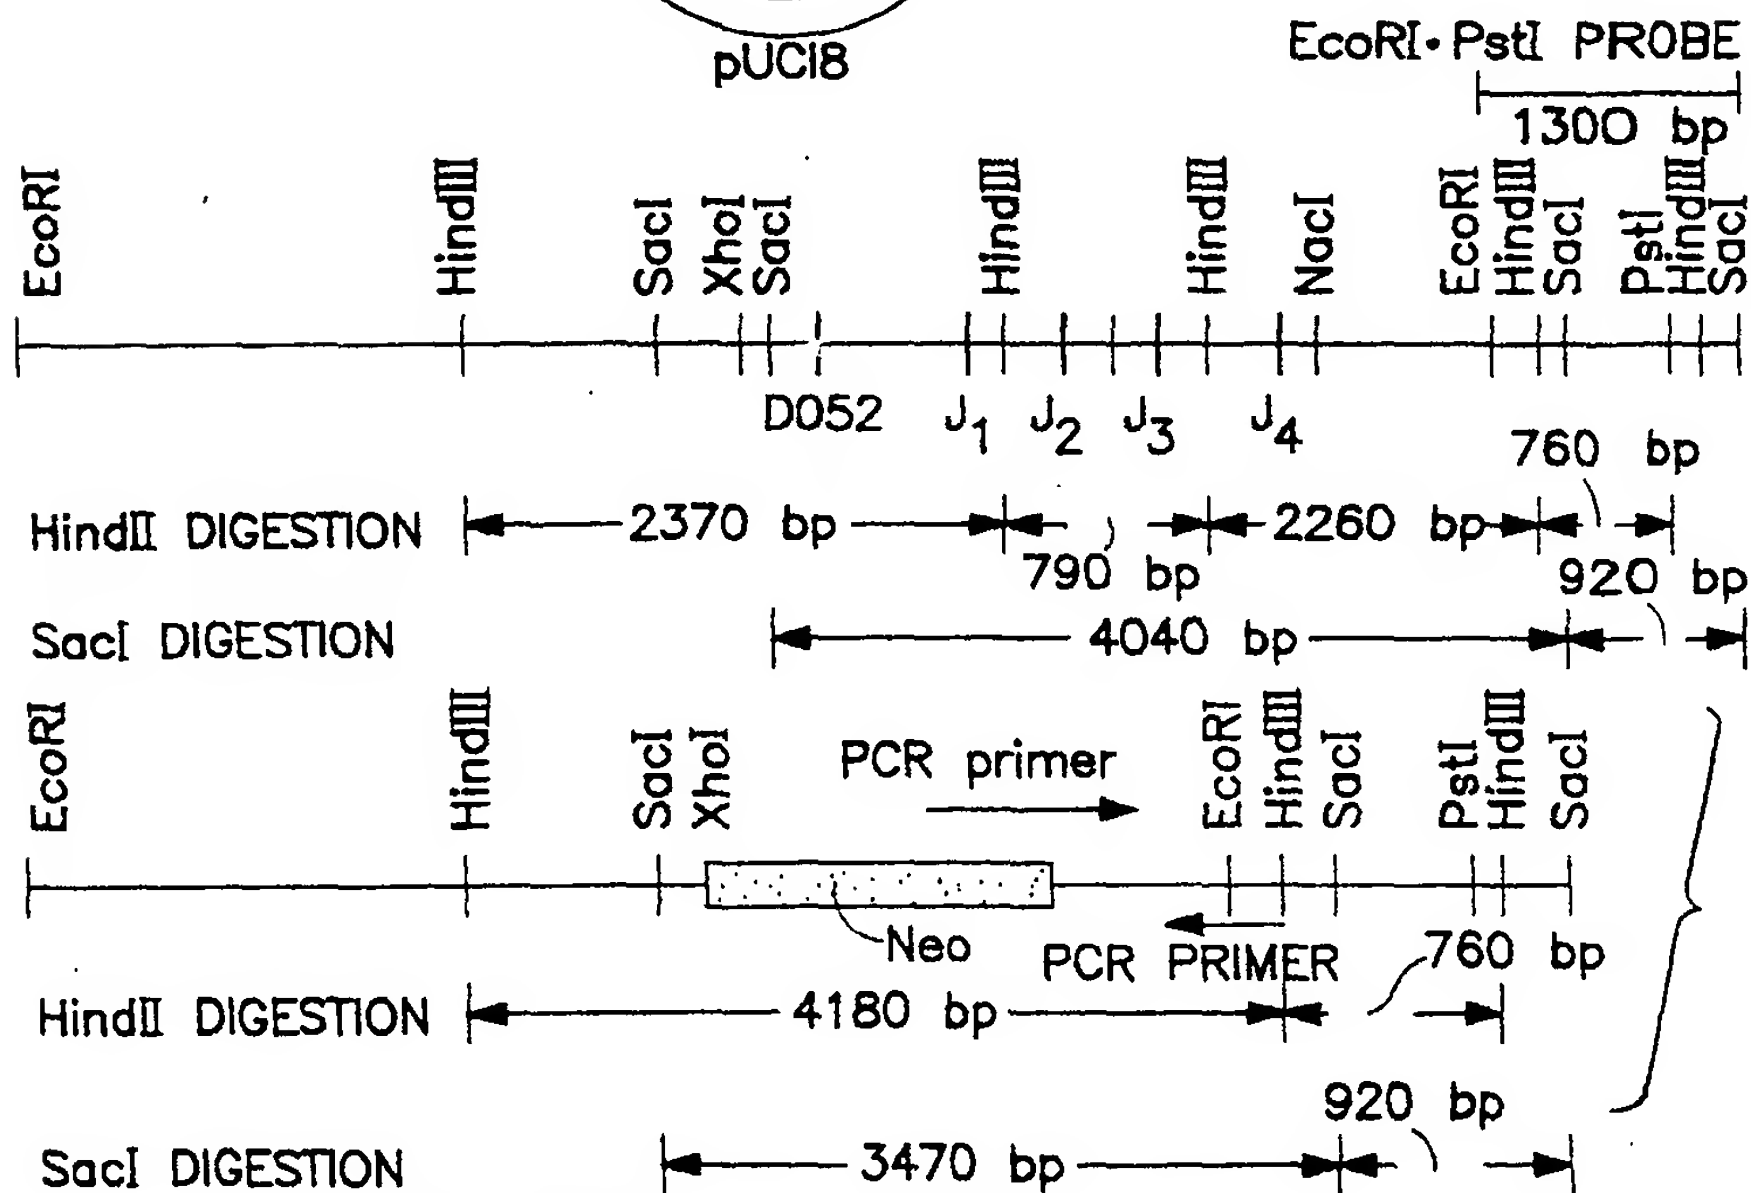 pUC18
EcoRI·PstI PROBE
1300 bp
EcoRI
HindIII
SacI
XhoI
SacI
HindIII
HindIII
NacI
EcoRI
HindIII
SacI
PstI
HindIII
SacI
D052 J1 J2 J3 J4
760 bp
HindII DIGESTION 2370 bp 2260 bp
790 bp
920 bp
SacI DIGESTION 4040 bp
EcoRI
HindIII
SacI
XhoI
PCR primer
EcoRI
HindIII
SacI
PstI
HindIII
SacI
Neo
PCR PRIMER
760 bp
HindII DIGESTION 4180 bp
920 bp
SacI DIGESTION 3470 bp